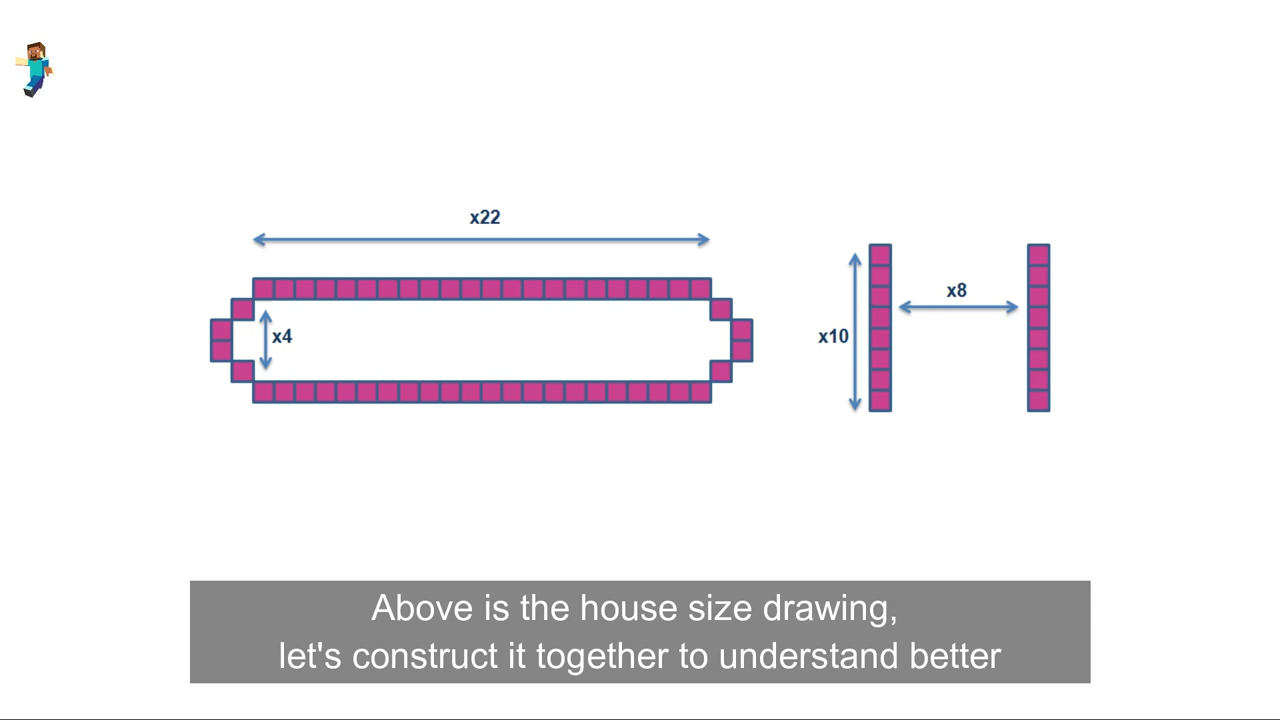 x22
x4
x8
x10
Above is the house size drawing,
let's construct it together to understand better